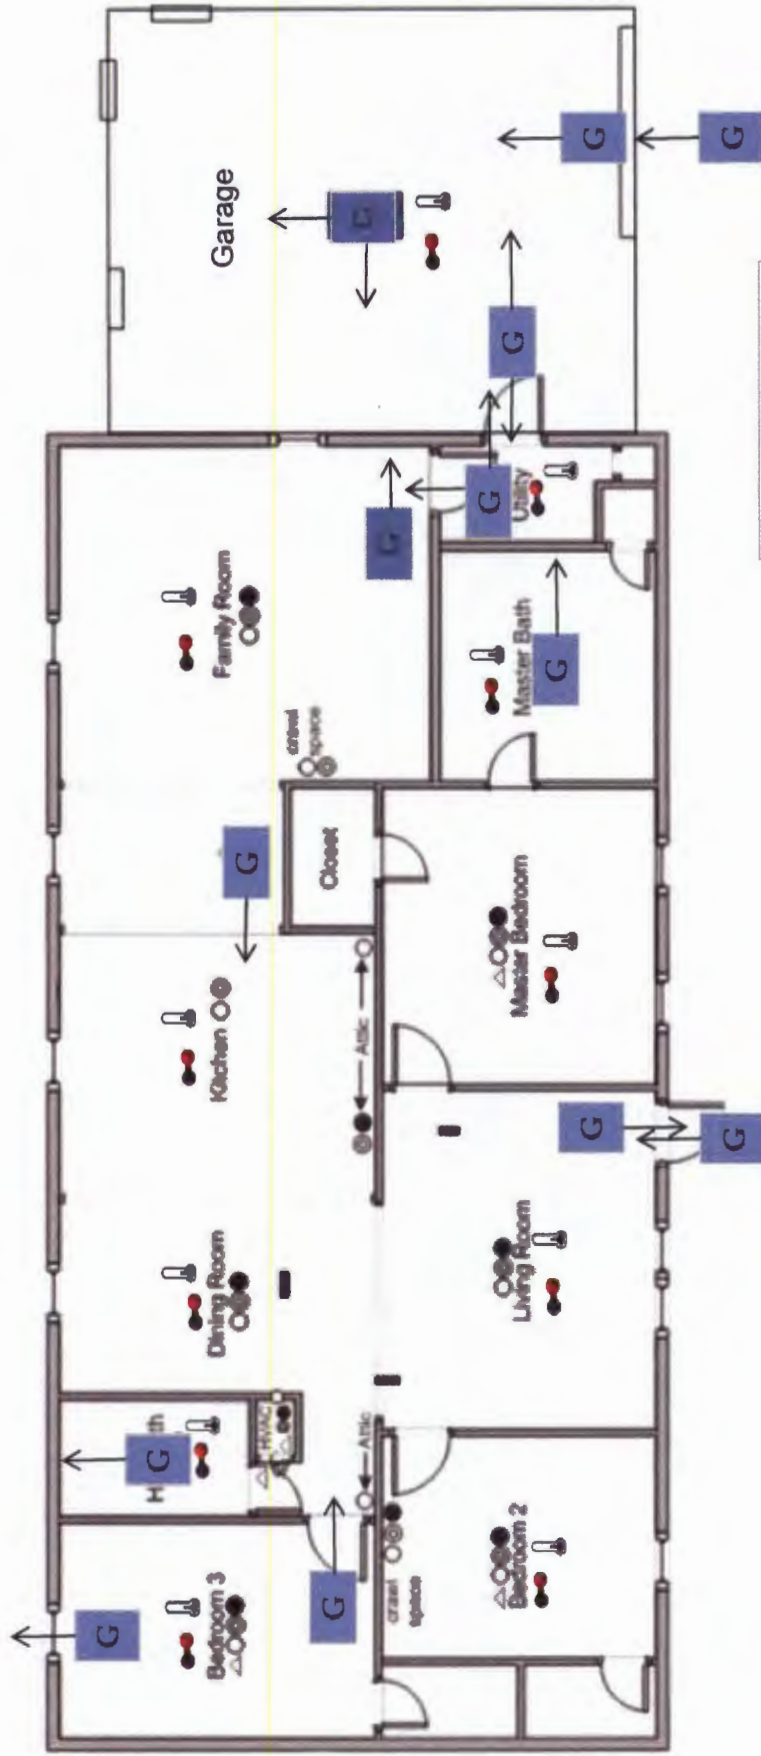 Garage
G
G
G
G
G
G
Utility
Family Room
G
crawl
space
Master Bath
G
Closet
Kitchen
Attic
Master Bedroom
G
G
Dining Room
Living Room
G
HVAC
Attic
G
Bedroom 3
G
crawl
space
Bedroom 2